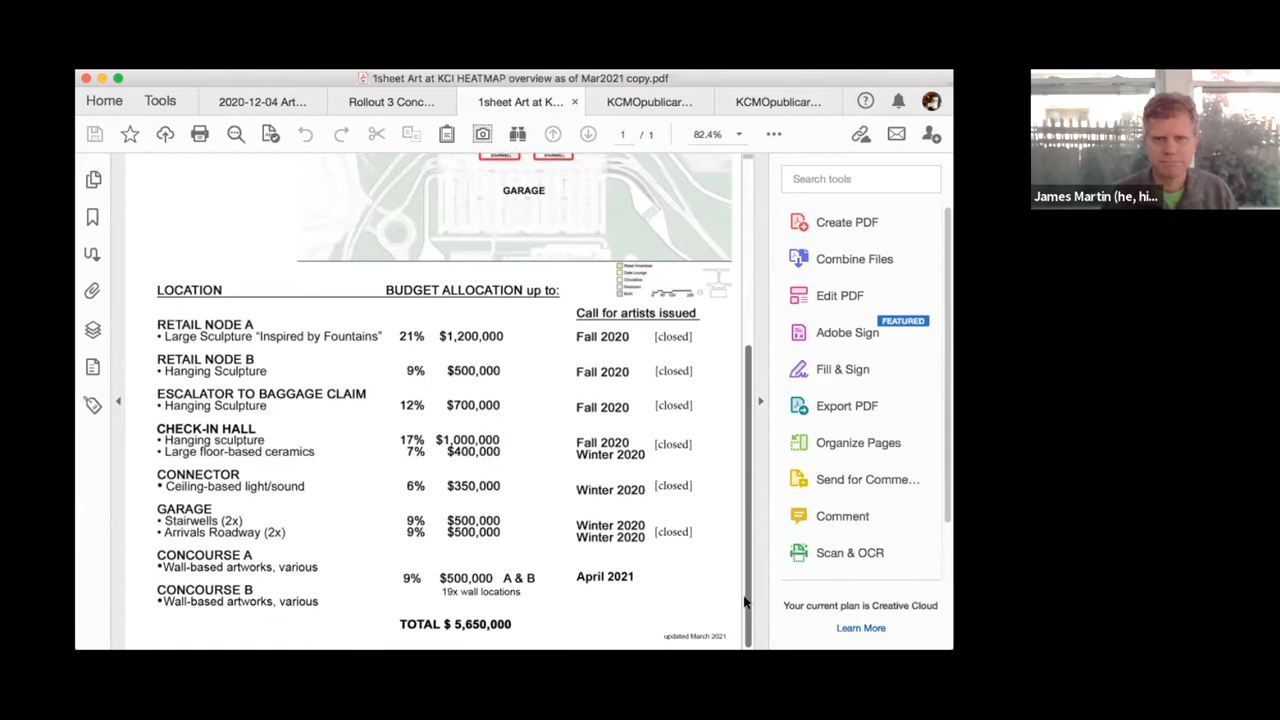 1sheet Art at KCI HEATMAP overview as of Mar2021 copy.pdf
Home Tools 2020-12-04 Art... Rollout 3 Conc... 1sheet Art at K... × KCMOpublicar... KCMOpublicar...
1 / 1 82.4%
Search tools
Create PDF
Combine Files
Edit PDF
FEATURED
Adobe Sign
Fill & Sign
Export PDF
Organize Pages
Send for Comme...
Comment
Scan & OCR
Your current plan is Creative Cloud
Learn More
STAIRWELL STAIRWELL
GARAGE
LOCATION BUDGET ALLOCATION up to:
Call for artists issued
RETAIL NODE A
• Large Sculpture “Inspired by Fountains” 21% $1,200,000 Fall 2020 [closed]
RETAIL NODE B
• Hanging Sculpture 9% $500,000 Fall 2020 [closed]
ESCALATOR TO BAGGAGE CLAIM
• Hanging Sculpture 12% $700,000 Fall 2020 [closed]
CHECK-IN HALL
• Hanging sculpture 17% $1,000,000 Fall 2020 [closed]
• Large floor-based ceramics 7% $400,000 Winter 2020
CONNECTOR
• Ceiling-based light/sound 6% $350,000 Winter 2020 [closed]
GARAGE
• Stairwells (2x) 9% $500,000 Winter 2020
• Arrivals Roadway (2x) 9% $500,000 Winter 2020 [closed]
CONCOURSE A
•Wall-based artworks, various
9% $500,000 A & B April 2021
19x wall locations
CONCOURSE B
•Wall-based artworks, various
TOTAL $ 5,650,000
updated March 2021
James Martin (he, hi...